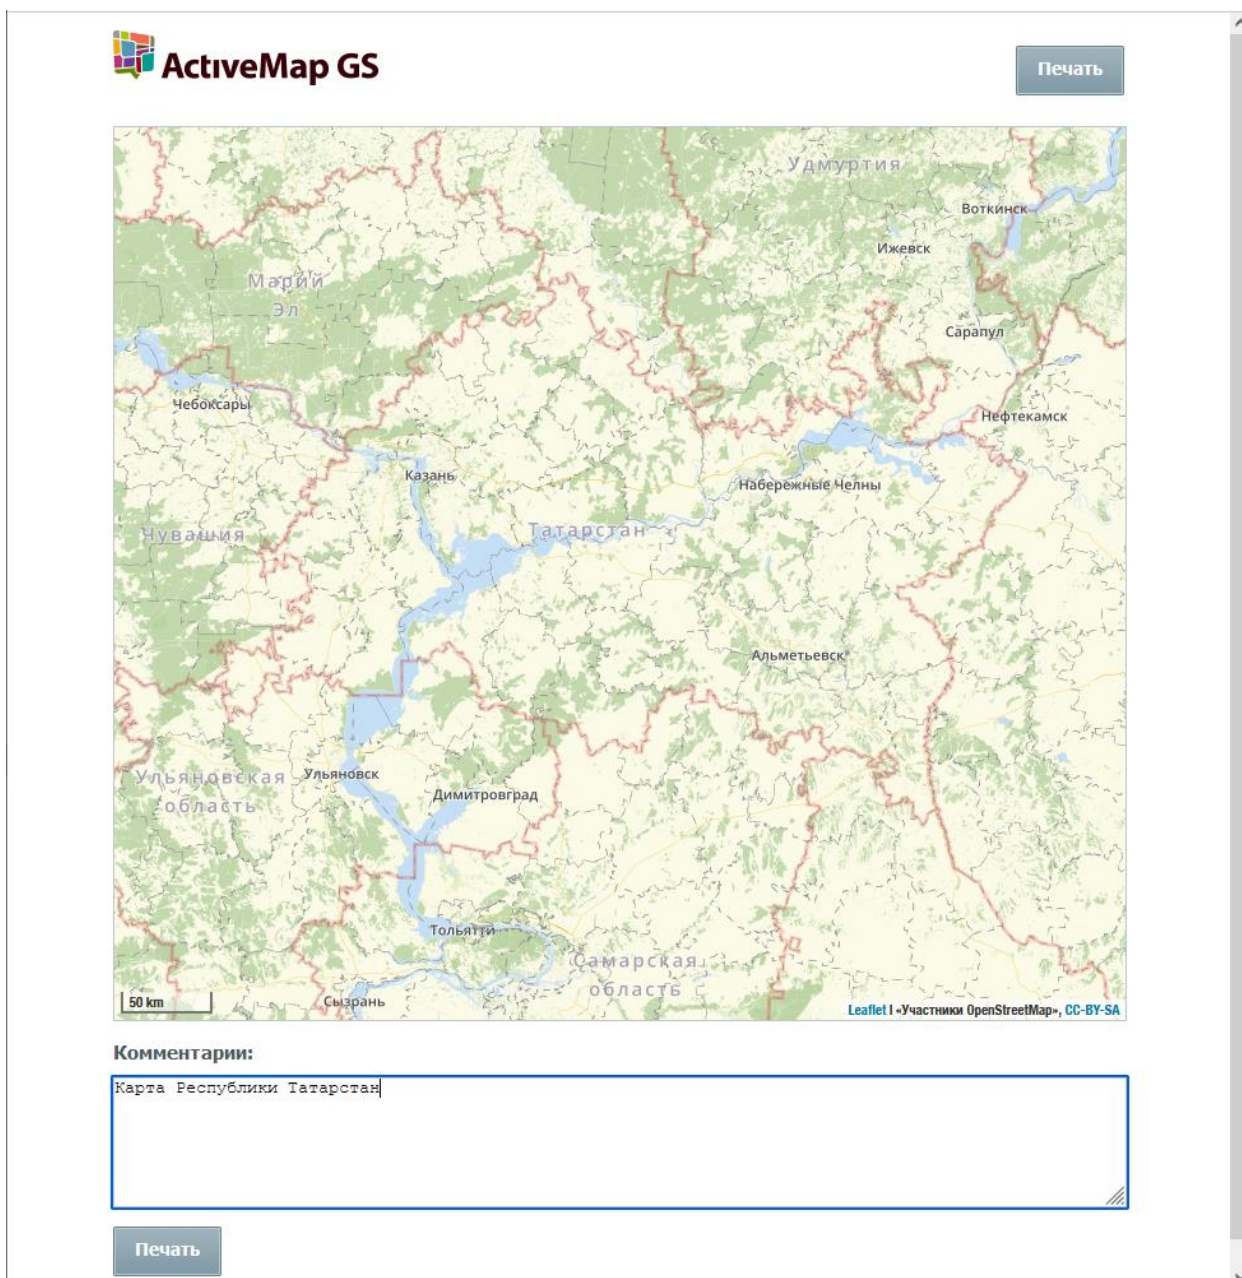 ActiveMap GS
Печать
Удмуртия
Воткинск
Ижевск
Марий
Эл
Сарапул
Чебоксары
Нефтекамск
Казань
Набережные Челны
Татарстан
Чувашия
Альметьевск
Ульяновская
область
Ульяновск
Димитровград
Тольятти
Самарская
область
50 km
Сызрань
Leaflet | «Участники OpenStreetMap», CC-BY-SA
Комментарии:
Карта Республики Татарстан
Печать